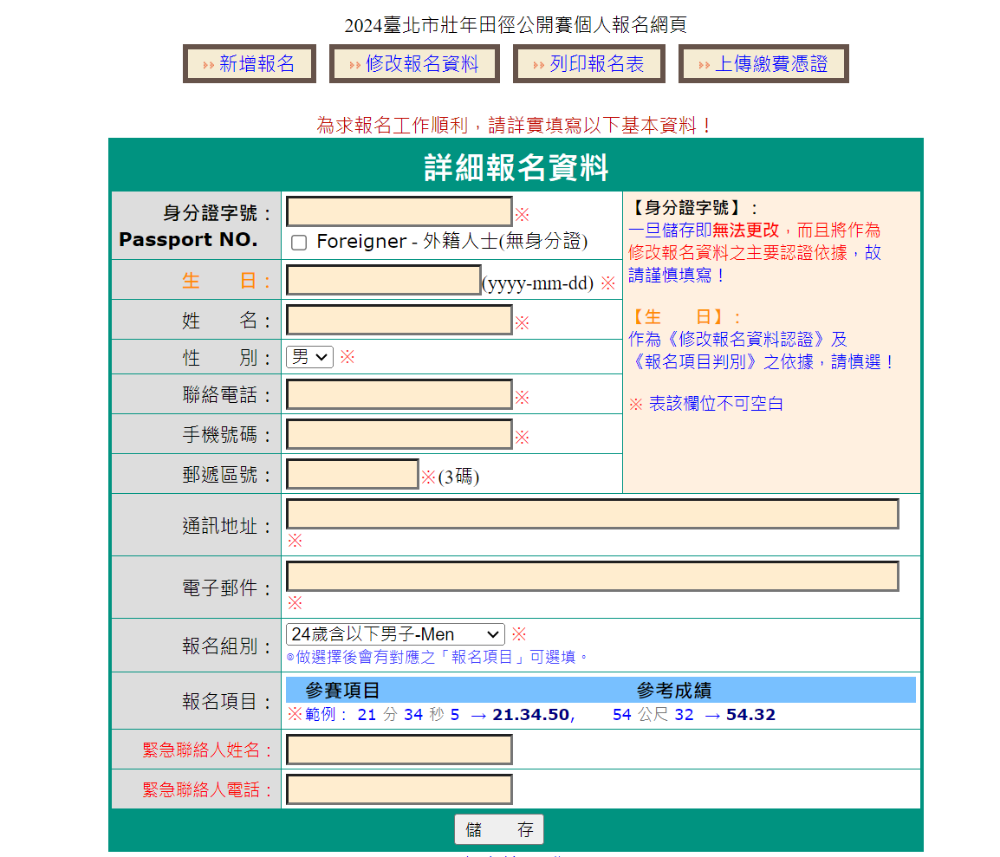 2024臺北市壯年田徑公開賽個人報名網頁
新增報名 修改報名資料 列印報名表 上傳繳費憑證
為求報名工作順利，請詳實填寫以下基本資料！
詳細報名資料
身分證字號：
Passport NO.
※
Foreigner - 外籍人士(無身分證)
【身分證字號】：
一旦儲存即無法更改，而且將作為
修改報名資料之主要認證依據，故
請謹慎填寫！
【生　　日】：
作為《修改報名資料認證》及
《報名項目判別》之依據，請慎選！
※ 表該欄位不可空白
生　　日： (yyyy-mm-dd) ※
姓　　名： ※
性　　別： 男 ※
聯絡電話： ※
手機號碼： ※
郵遞區號： ※(3碼)
通訊地址：
※
電子郵件：
※
報名組別： 24歲含以下男子-Men ※
◎做選擇後會有對應之「報名項目」可選填。
報名項目：
參賽項目 參考成績
※範例： 21 分 34 秒 5 → 21.34.50, 54 公尺 32 → 54.32
緊急聯絡人姓名：
緊急聯絡人電話：
儲　　存